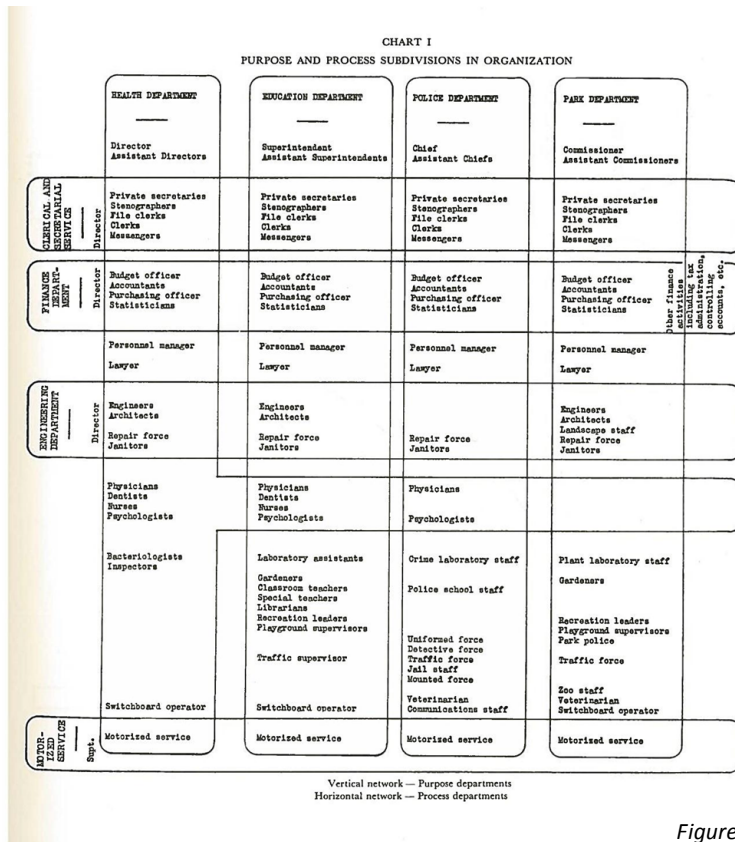 CHART I
PURPOSE AND PROCESS SUBDIVISIONS IN ORGANIZATION
HEALTH DEPARTMENT
EDUCATION DEPARTMENT
POLICE DEPARTMENT
PARK DEPARTMENT
Director
Assistant Directors
Superintendent
Assistant Superintendents
Chief
Assistant Chiefs
Commissioner
Assistant Commissioners
CLERICAL AND
SECRETARIAL
SERVICE
Director
Private secretaries
Stenographers
File clerks
Clerks
Messengers
Private secretaries
Stenographers
File clerks
Clerks
Messengers
Private secretaries
Stenographers
File clerks
Clerks
Messengers
Private secretaries
Stenographers
File clerks
Clerks
Messengers
FINANCE
DEPART-
MENT
Director
Budget officer
Accountants
Purchasing officer
Statisticians
Budget officer
Accountants
Purchasing officer
Statisticians
Budget officer
Accountants
Purchasing officer
Statisticians
Budget officer
Accountants
Purchasing officer
Statisticians
Other finance
activities
including tax
administration,
controlling
accounts, etc.
Personnel manager
Lawyer
Personnel manager
Lawyer
Personnel manager
Lawyer
Personnel manager
Lawyer
ENGINEERING
DEPARTMENT
Director
Engineers
Architects
Repair force
Janitors
Engineers
Architects
Repair force
Janitors
Repair force
Janitors
Engineers
Architects
Landscape staff
Repair force
Janitors
Physicians
Dentists
Nurses
Psychologists
Physicians
Dentists
Nurses
Psychologists
Physicians
Psychologists
Bacteriologists
Inspectors
Switchboard operator
Laboratory assistants
Gardeners
Classroom teachers
Special teachers
Librarians
Recreation leaders
Playground supervisors
Traffic supervisor
Switchboard operator
Crime laboratory staff
Police school staff
Uniformed force
Detective force
Traffic force
Jail staff
Mounted force
Veterinarian
Communications staff
Plant laboratory staff
Gardeners
Recreation leaders
Playground supervisors
Park police
Traffic force
Zoo staff
Veterinarian
Switchboard operator
MOTOR-
IZED
SERVICE
Supt.
Motorized service
Motorized service
Motorized service
Motorized service
Vertical network — Purpose departments
Horizontal network — Process departments
Figure